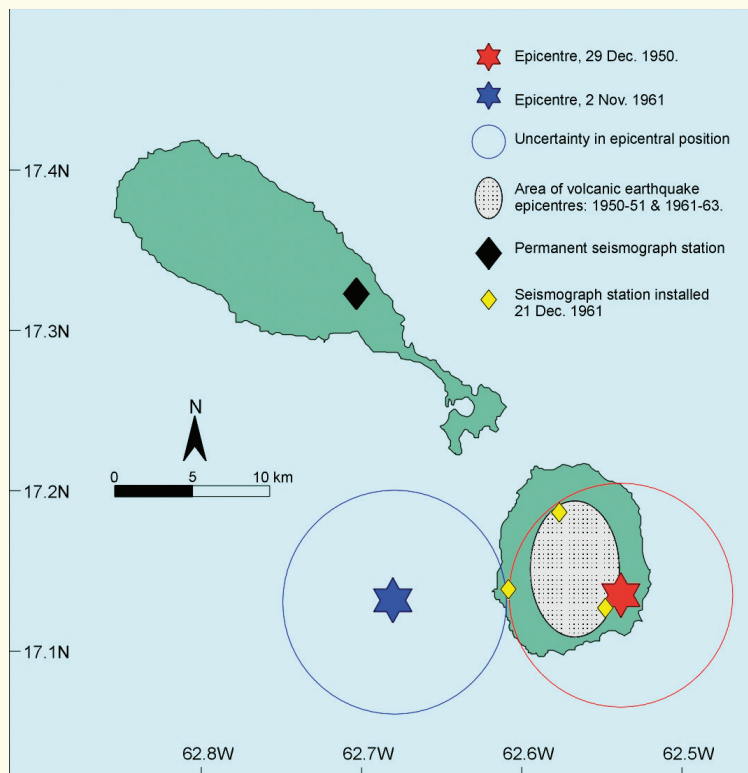 Epicentre, 29 Dec. 1950.
Epicentre, 2 Nov. 1961
Uncertainty in epicentral position
Area of volcanic earthquake
epicentres: 1950-51 & 1961-63.
Permanent seismograph station
Seismograph station installed
21 Dec. 1961
17.4N
17.3N
N
0 5 10 km
17.2N
17.1N
62.8W 62.7W 62.6W 62.5W